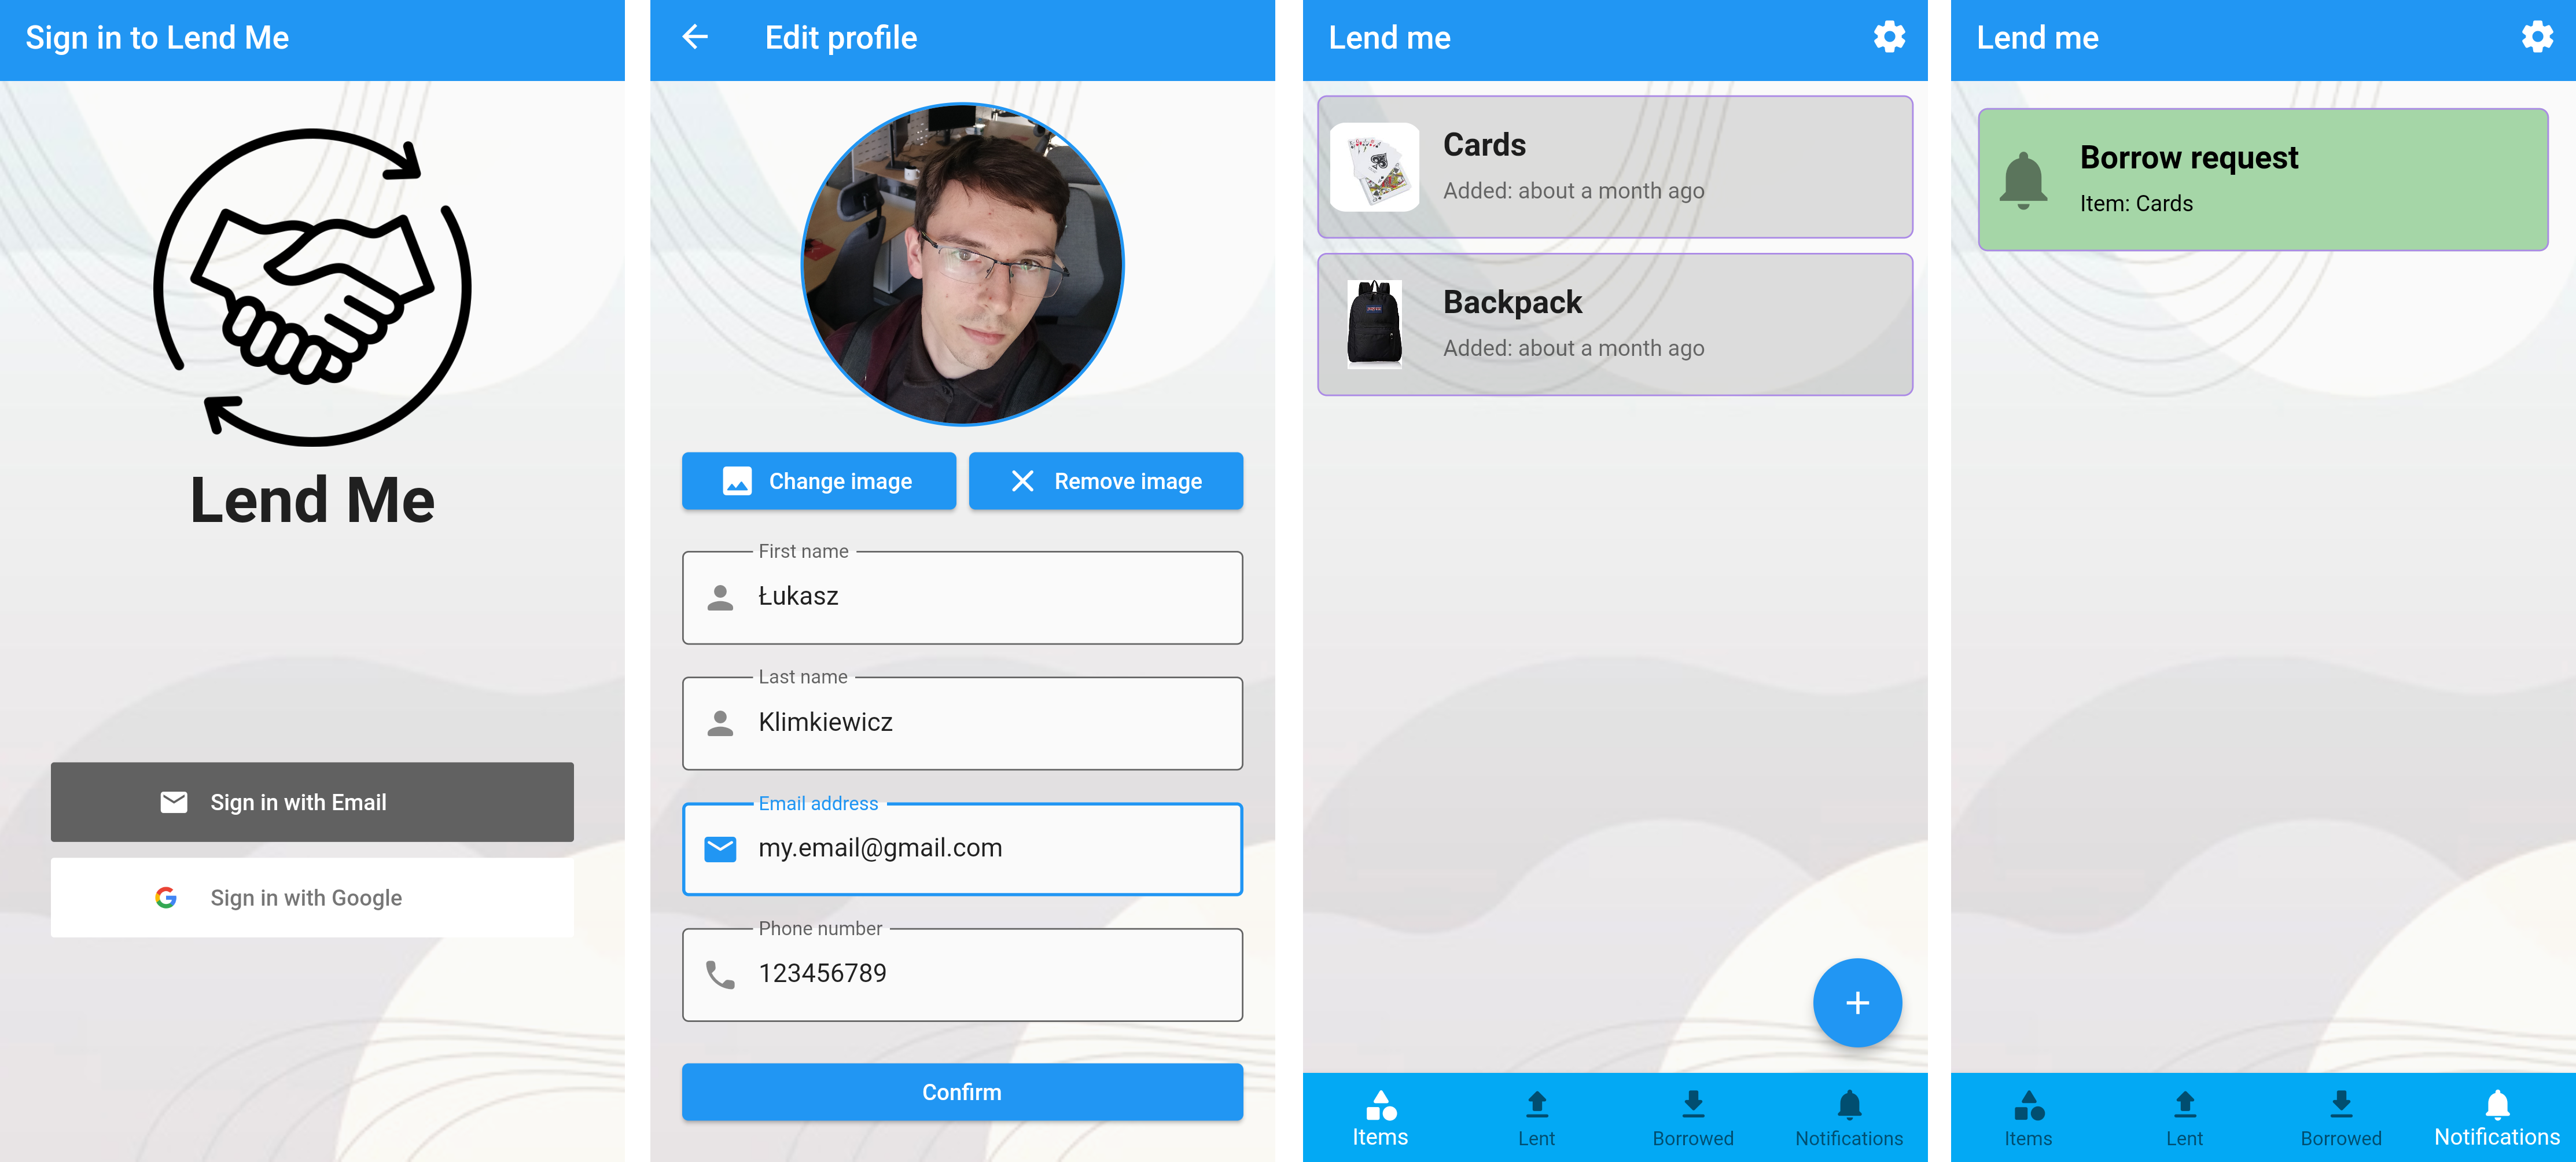 Sign in to Lend Me
Lend Me
Sign in with Email
Sign in with Google
Edit profile
Change image
Remove image
First name
Łukasz
Last name
Klimkiewicz
Email address
my.email@gmail.com
Phone number
123456789
Confirm
Lend me
Cards
Added: about a month ago
Backpack
Added: about a month ago
Items
Lent
Borrowed
Notifications
Lend me
Borrow request
Item: Cards
Items
Lent
Borrowed
Notifications